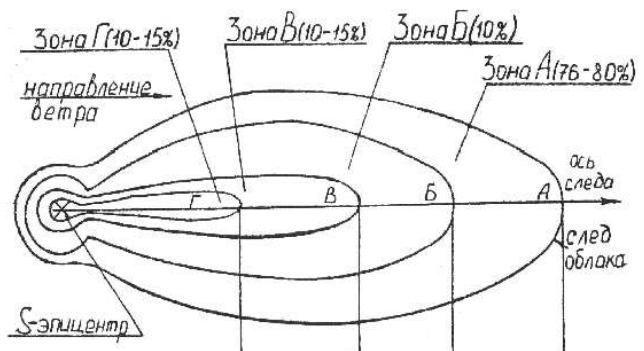 Зона Г(10-15%)
Зона В(10-15%)
Зона Б(10%)
Зона А(76-80%)
направление
ветра
ось
следа
Г
В
Б
А
след
облака
S-эпицентр